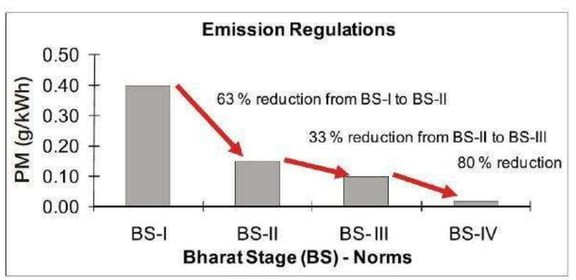 Emission Regulations
0.50
0.40
0.30
0.20
0.10
0.00
PM (g/kWh)
63 % reduction from BS-I to BS-II
33 % reduction from BS-II to BS-III
80 % reduction
BS-I BS-II BS- III BS-IV
Bharat Stage (BS) - Norms